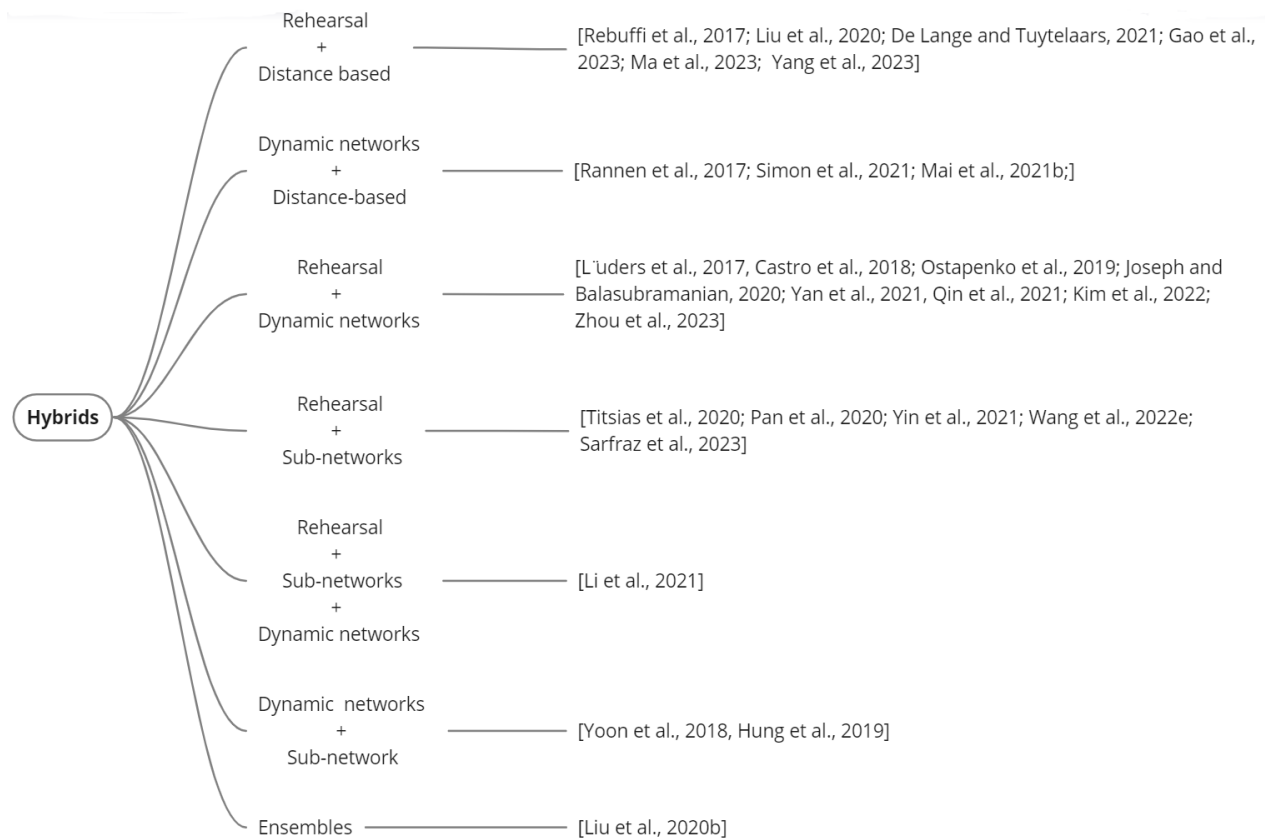 Rehearsal
+
Distance based
[Rebuffi et al., 2017; Liu et al., 2020; De Lange and Tuytelaars, 2021; Gao et al.,
2023; Ma et al., 2023;  Yang et al., 2023]
Dynamic networks
+
Distance-based
[Rannen et al., 2017; Simon et al., 2021; Mai et al., 2021b;]
Rehearsal
+
Dynamic networks
[L¨uders et al., 2017, Castro et al., 2018; Ostapenko et al., 2019; Joseph and
Balasubramanian, 2020; Yan et al., 2021, Qin et al., 2021; Kim et al., 2022;
Zhou et al., 2023]
Hybrids
Rehearsal
+
Sub-networks
[Titsias et al., 2020; Pan et al., 2020; Yin et al., 2021; Wang et al., 2022e;
Sarfraz et al., 2023]
Rehearsal
+
Sub-networks
+
Dynamic networks
[Li et al., 2021]
Dynamic  networks
+
Sub-network
[Yoon et al., 2018, Hung et al., 2019]
Ensembles
[Liu et al., 2020b]